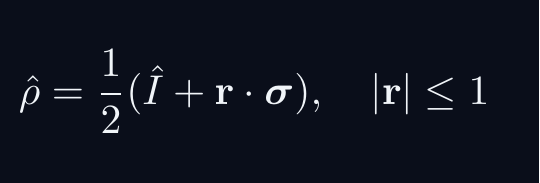 ρ̂ = 1/2 (Î + 𝐫 · 𝛔), |𝐫| ≤ 1